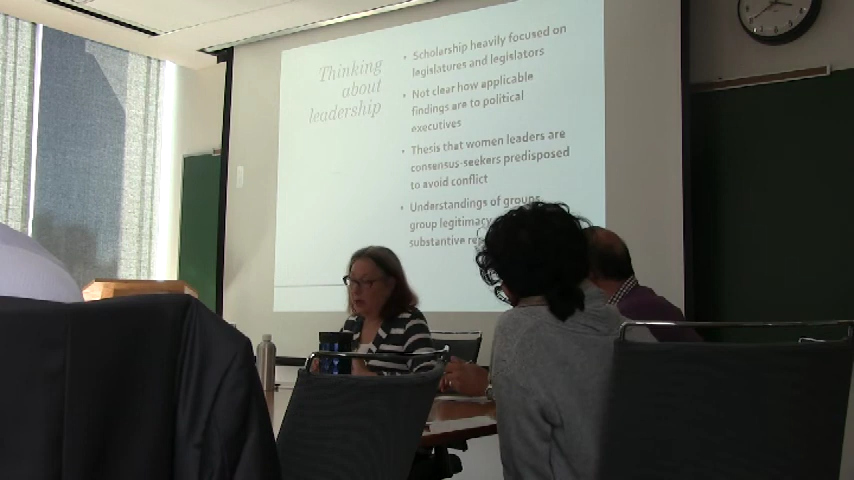 Thinking
about
leadership
• Scholarship heavily focused on
legislatures and legislators
• Not clear how applicable
findings are to political
executives
• Thesis that women leaders are
consensus-seekers predisposed
to avoid conflict
• Understandings of groups,
group legitimacy
substantive